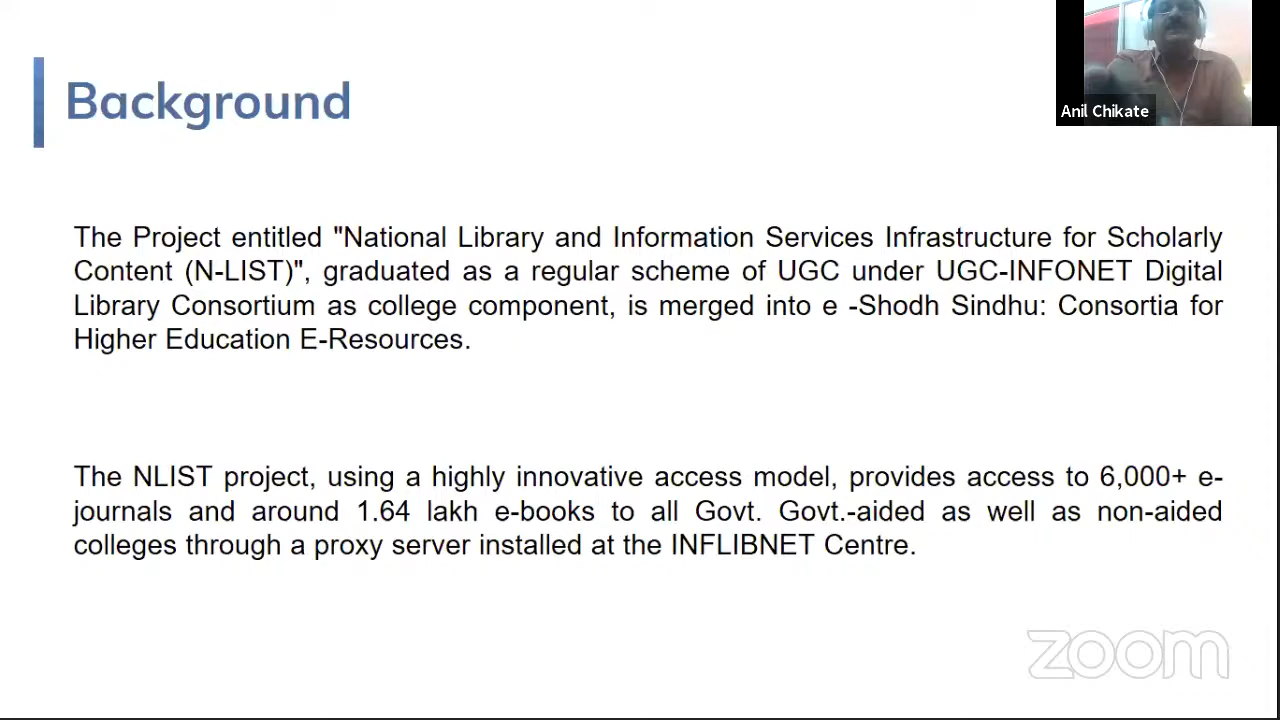 Background
Anil Chikate
The Project entitled "National Library and Information Services Infrastructure for Scholarly
Content (N-LIST)", graduated as a regular scheme of UGC under UGC-INFONET Digital
Library Consortium as college component, is merged into e -Shodh Sindhu: Consortia for
Higher Education E-Resources.
The NLIST project, using a highly innovative access model, provides access to 6,000+ e-
journals and around 1.64 lakh e-books to all Govt. Govt.-aided as well as non-aided
colleges through a proxy server installed at the INFLIBNET Centre.
zoom